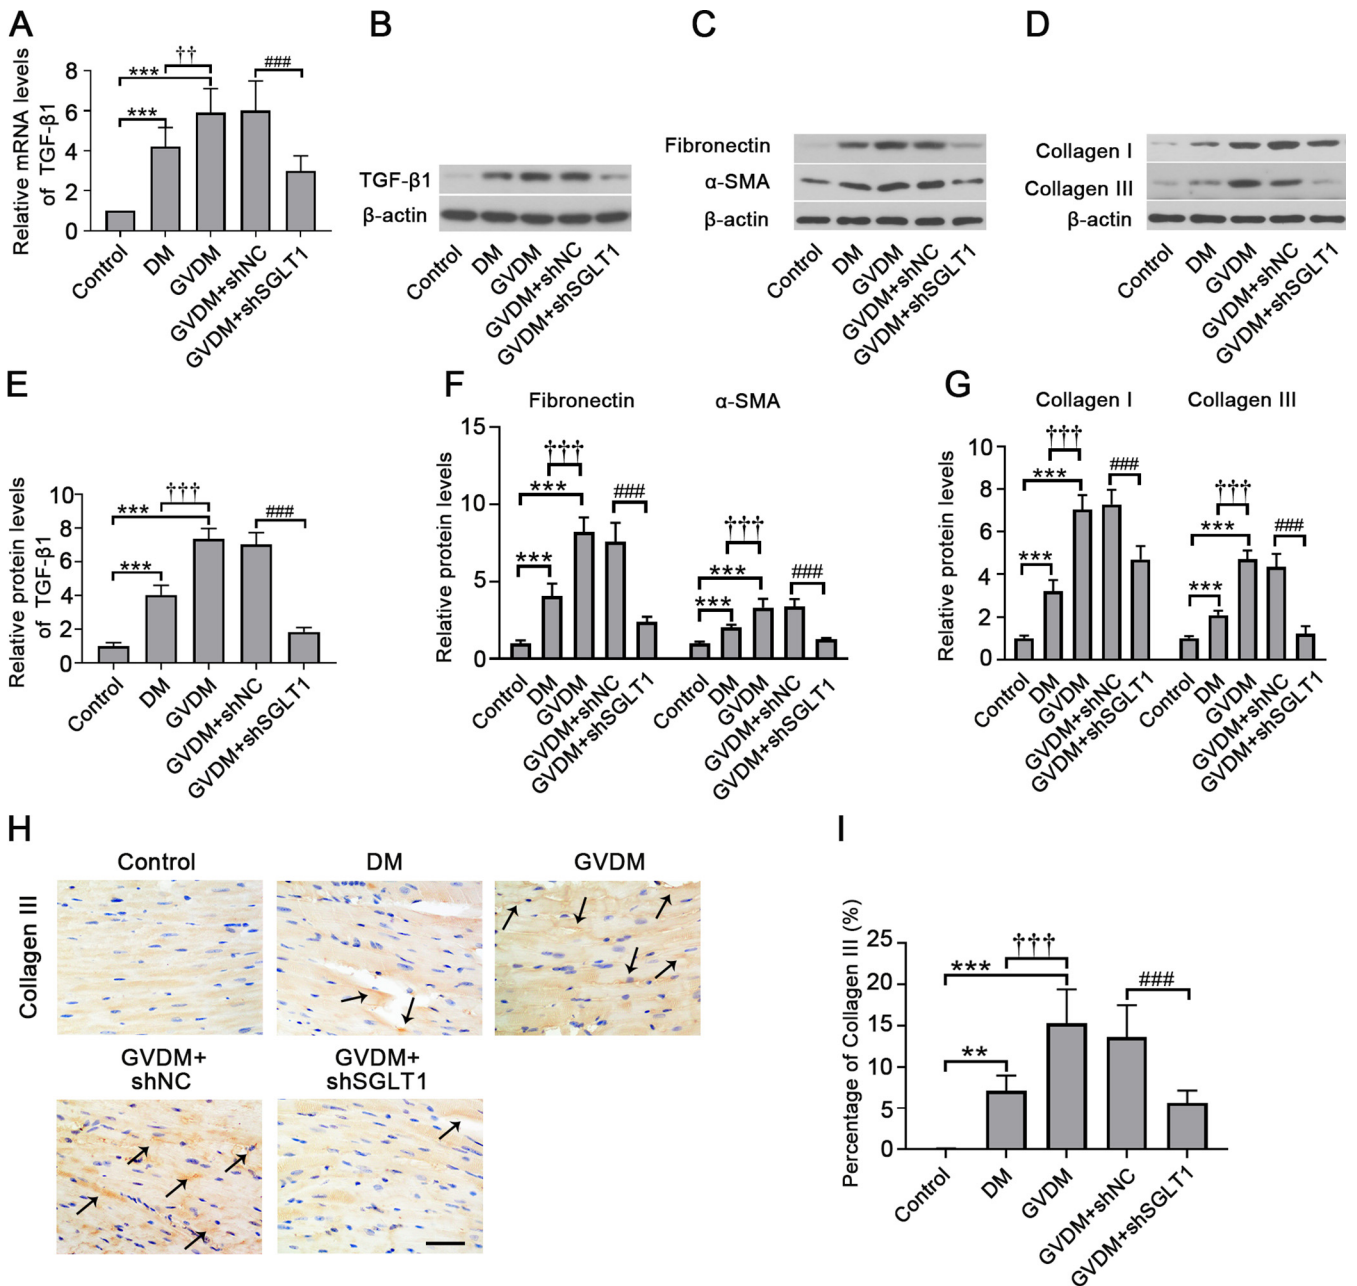 A
Relative mRNA levels
of TGF-β1
8
6
4
2
0
***
***
††
###
Control
DM
GVDM
GVDM+shNC
GVDM+shSGLT1
B
TGF-β1
β-actin
Control
DM
GVDM
GVDM+shNC
GVDM+shSGLT1
C
Fibronectin
α-SMA
β-actin
Control
DM
GVDM
GVDM+shNC
GVDM+shSGLT1
D
Collagen I
Collagen III
β-actin
Control
DM
GVDM
GVDM+shNC
GVDM+shSGLT1
E
Relative protein levels
of TGF-β1
10
8
6
4
2
0
***
***
†††
###
Control
DM
GVDM
GVDM+shNC
GVDM+shSGLT1
F
Fibronectin
α-SMA
Relative protein levels
15
10
5
0
***
***
†††
###
***
***
†††
###
Control
DM
GVDM
GVDM+shNC
GVDM+shSGLT1
Control
DM
GVDM
GVDM+shNC
GVDM+shSGLT1
G
Collagen I
Collagen III
Relative protein levels
10
8
6
4
2
0
***
***
†††
###
***
***
†††
###
Control
DM
GVDM
GVDM+shNC
GVDM+shSGLT1
Control
DM
GVDM
GVDM+shNC
GVDM+shSGLT1
H
Collagen III
Control
DM
GVDM
GVDM+
shNC
GVDM+
shSGLT1
I
Percentage of Collagen III (%)
25
20
15
10
5
0
**
***
†††
###
Control
DM
GVDM
GVDM+shNC
GVDM+shSGLT1